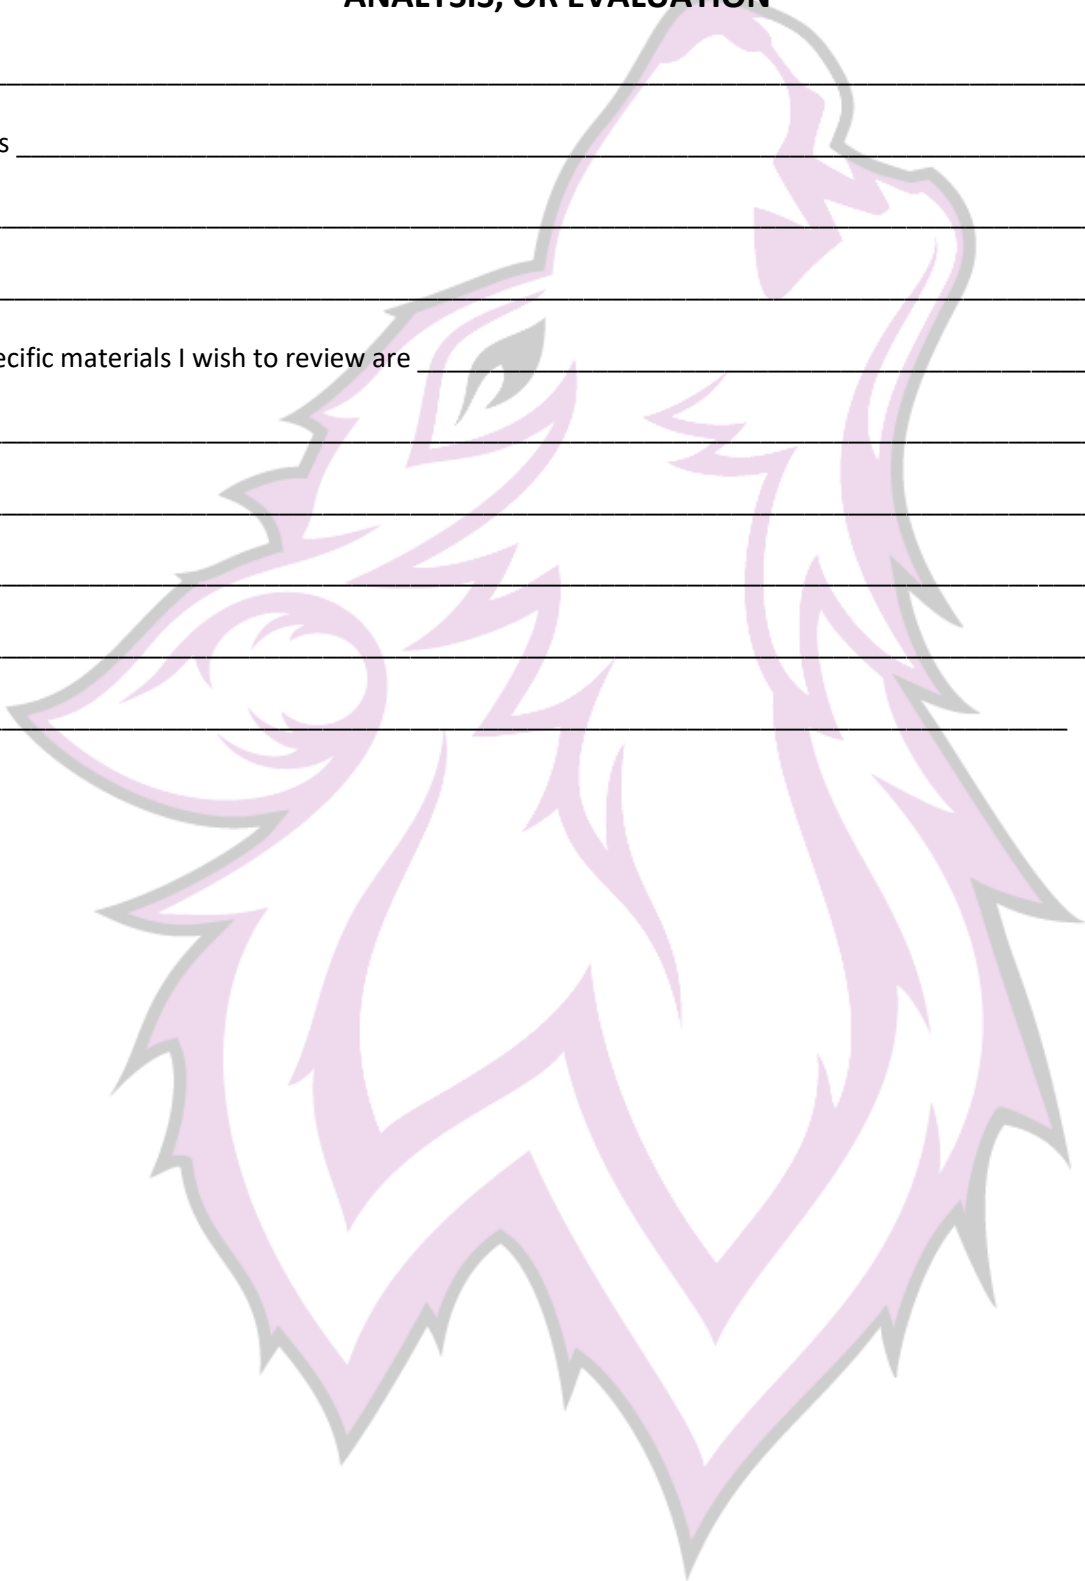 ANALYSIS, OR EVALUATION
s
ecific materials I wish to review are